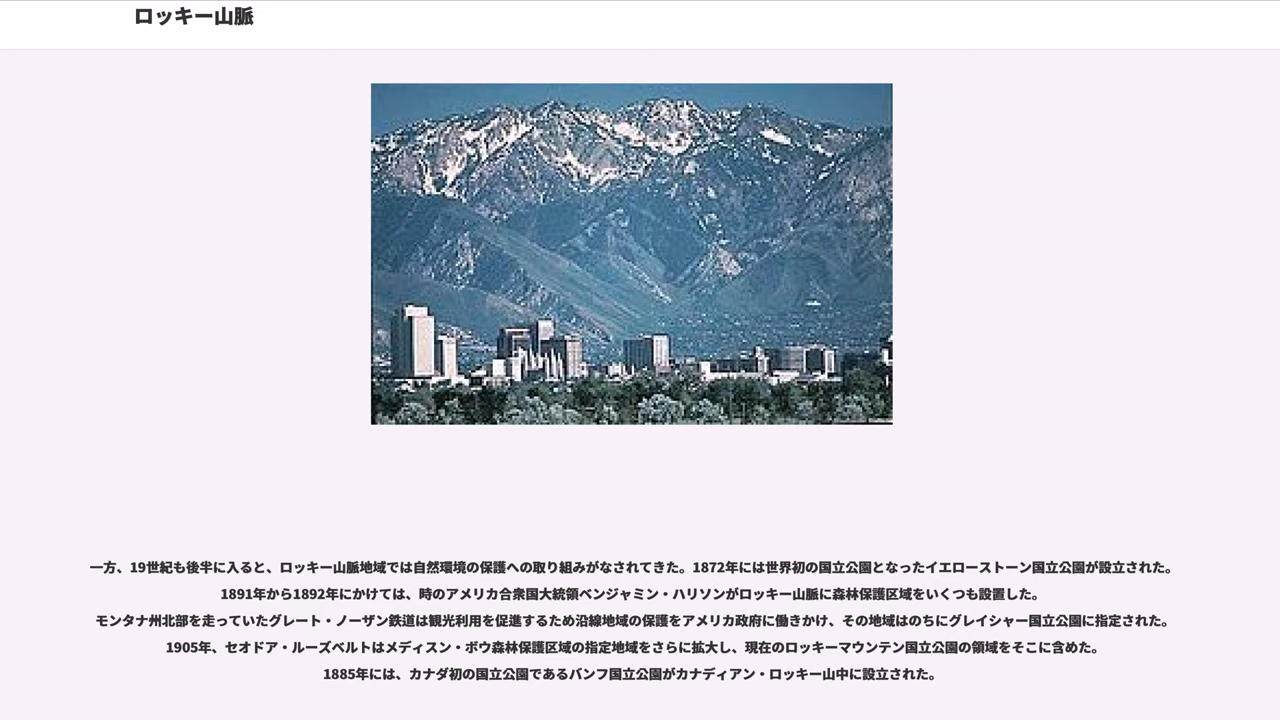 ロッキー山脈
一方、19世紀も後半に入ると、ロッキー山脈地域では自然環境の保護への取り組みがなされてきた。1872年には世界初の国立公園となったイエローストーン国立公園が設立された。
1891年から1892年にかけては、時のアメリカ合衆国大統領ベンジャミン・ハリソンがロッキー山脈に森林保護区域をいくつも設置した。
モンタナ州北部を走っていたグレート・ノーザン鉄道は観光利用を促進するため沿線地域の保護をアメリカ政府に働きかけ、その地域はのちにグレイシャー国立公園に指定された。
1905年、セオドア・ルーズベルトはメディスン・ボウ森林保護区域の指定地域をさらに拡大し、現在のロッキーマウンテン国立公園の領域をそこに含めた。
1885年には、カナダ初の国立公園であるバンフ国立公園がカナディアン・ロッキー山中に設立された。